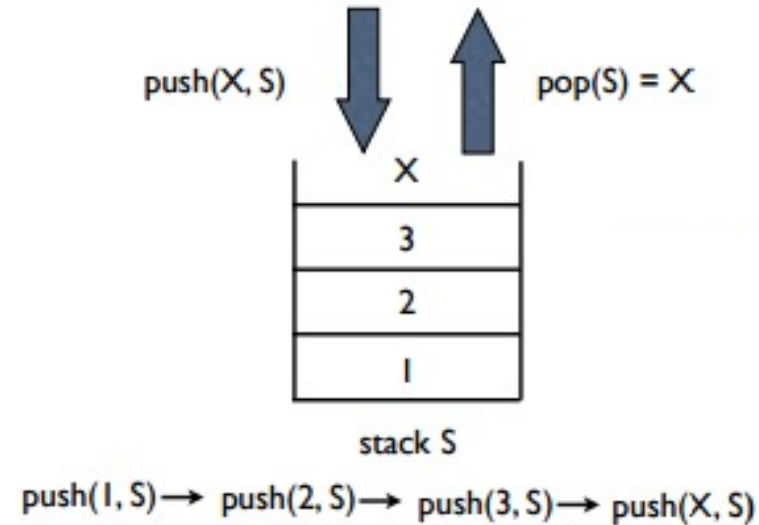 push(X, S)
pop(S) = X
X
3
2
1
stack S
push(1, S)→ push(2, S)→ push(3, S)→ push(X, S)